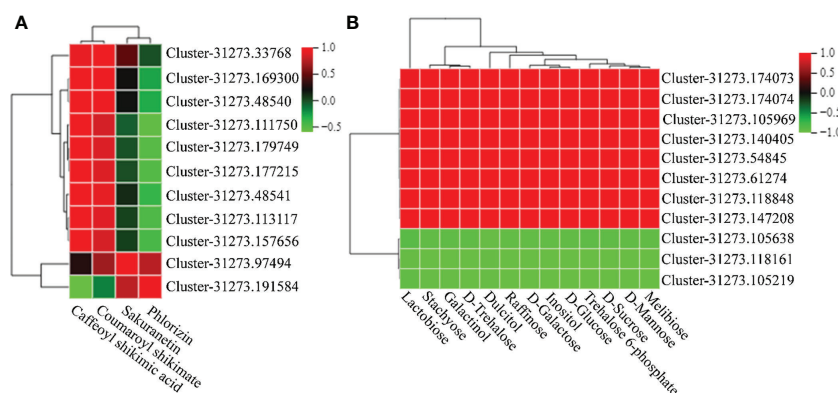 A
1.0
0.5
0.0
−0.5
Cluster-31273.33768
Cluster-31273.169300
Cluster-31273.48540
Cluster-31273.111750
Cluster-31273.179749
Cluster-31273.177215
Cluster-31273.48541
Cluster-31273.113117
Cluster-31273.157656
Cluster-31273.97494
Cluster-31273.191584
Phlorizin
Sakuranetin
Coumaroyl shikimate
Caffeoyl shikimic acid
B
1.0
0.5
0.0
−0.5
−1.0
Cluster-31273.174073
Cluster-31273.174074
Cluster-31273.105969
Cluster-31273.140405
Cluster-31273.54845
Cluster-31273.61274
Cluster-31273.118848
Cluster-31273.147208
Cluster-31273.105638
Cluster-31273.118161
Cluster-31273.105219
Lactobiose
Stachyose
Galactinol
D-Trehalose
Dulcitol
Raffinose
D-Galactose
Inositol
D-Glucose
Trehalose 6-phosphate
D-Sucrose
D-Mannose
Melibiose